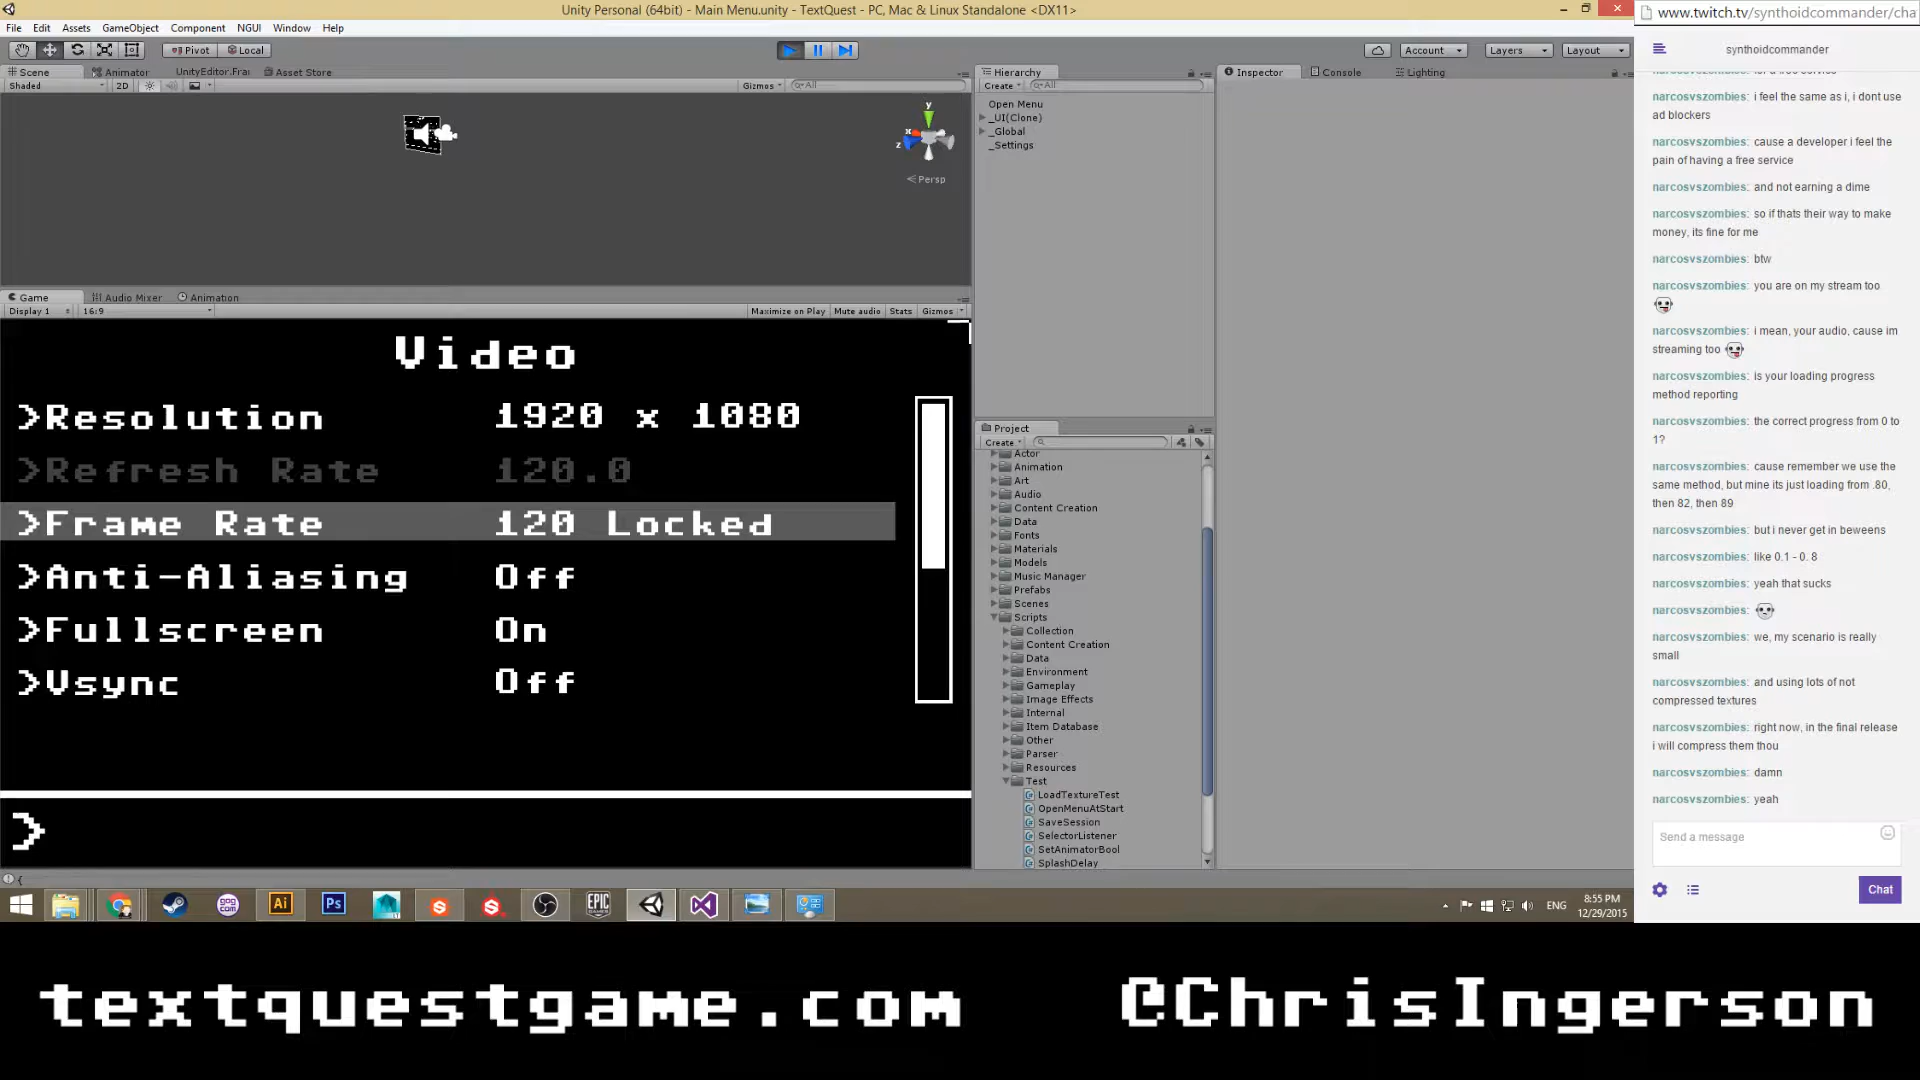 Unity Personal (64bit) - Main Menu.unity - TextQuest - PC, Mac & Linux Standalone <DX11>
www.twitch.tv/synthoidcommander/cha
File Edit Assets GameObject Component NGUI Window Help
Pivot Local
Account Layers Layout
synthoidcommander
Scene Animator UnityEditor.Fra Asset Store
Shaded 2D Gizmos All
y
x
z
Persp
Hierarchy
Create All
Open Menu
_UI(Clone)
_Global
_Settings
Inspector Console Lighting
Game Audio Mixer Animation
Display 1 16:9 Maximize on Play Mute audio Stats Gizmos
Video
>Resolution 1920 x 1080
>Refresh Rate 120.0
>Frame Rate 120 Locked
>Anti-Aliasing Off
>Fullscreen On
>Vsync Off
>
Project
Create
Actor
Animation
Art
Audio
Content Creation
Data
Fonts
Materials
Models
Music Manager
Prefabs
Scenes
Scripts
Collection
Content Creation
Data
Environment
Gameplay
Image Effects
Internal
Item Database
Other
Parser
Resources
Test
LoadTextureTest
OpenMenuAtStart
SaveSession
SelectorListener
SetAnimatorBool
SplashDelay
{
narcosvszombies: i feel the same as i, i dont use
ad blockers
narcosvszombies: cause a developer i feel the
pain of having a free service
narcosvszombies: and not earning a dime
narcosvszombies: so if thats their way to make
money, its fine for me
narcosvszombies: btw
narcosvszombies: you are on my stream too
narcosvszombies: i mean, your audio, cause im
streaming too
narcosvszombies: is your loading progress
method reporting
narcosvszombies: the correct progress from 0 to
1?
narcosvszombies: cause remember we use the
same method, but mine its just loading from .80,
then 82, then 89
narcosvszombies: but i never get in beweens
narcosvszombies: like 0.1 - 0. 8
narcosvszombies: yeah that sucks
narcosvszombies:
narcosvszombies: we, my scenario is really
small
narcosvszombies: and using lots of not
compressed textures
narcosvszombies: right now, in the final release
i will compress them thou
narcosvszombies: damn
narcosvszombies: yeah
Send a message
Chat
gog.com Ai Ps EPIC GAMES
ENG 8:55 PM
12/29/2015
textquestgame.com @ChrisIngerson